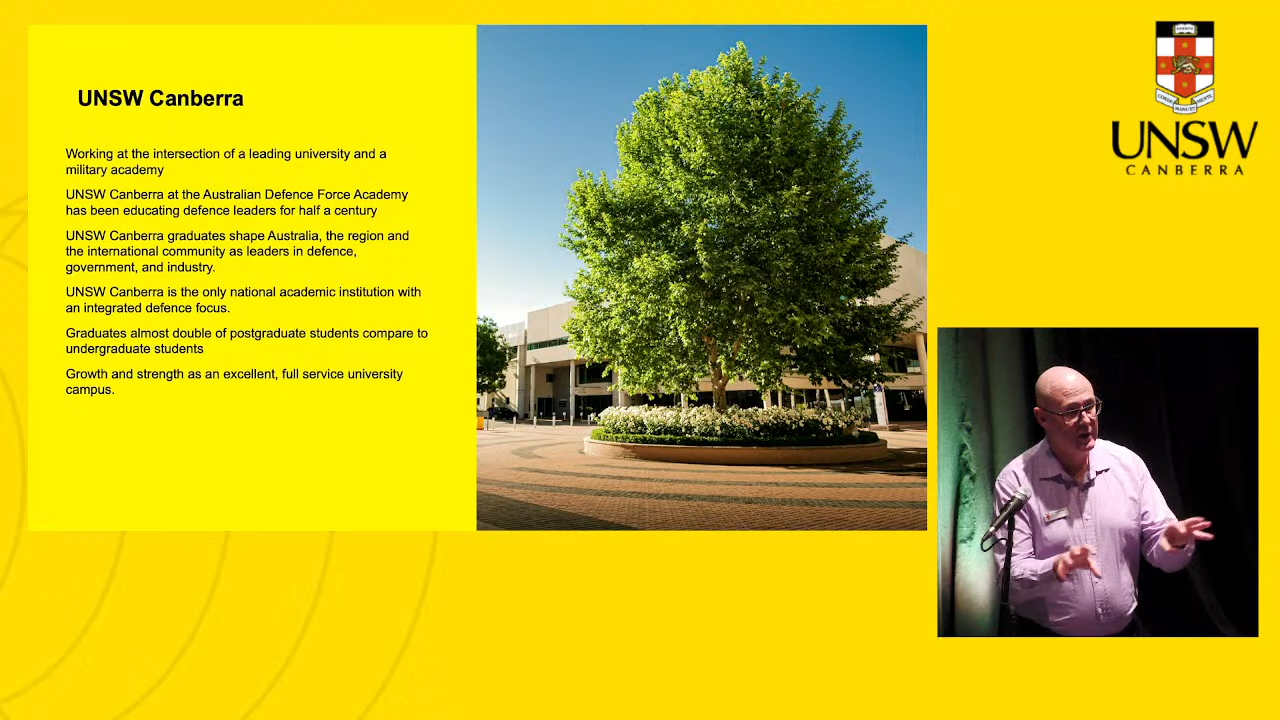 UNSW Canberra
Working at the intersection of a leading university and a
military academy
UNSW Canberra at the Australian Defence Force Academy
has been educating defence leaders for half a century
UNSW Canberra graduates shape Australia, the region and
the international community as leaders in defence,
government, and industry.
UNSW Canberra is the only national academic institution with
an integrated defence focus.
Graduates almost double of postgraduate students compare to
undergraduate students
Growth and strength as an excellent, full service university
campus.
UNSW
CANBERRA